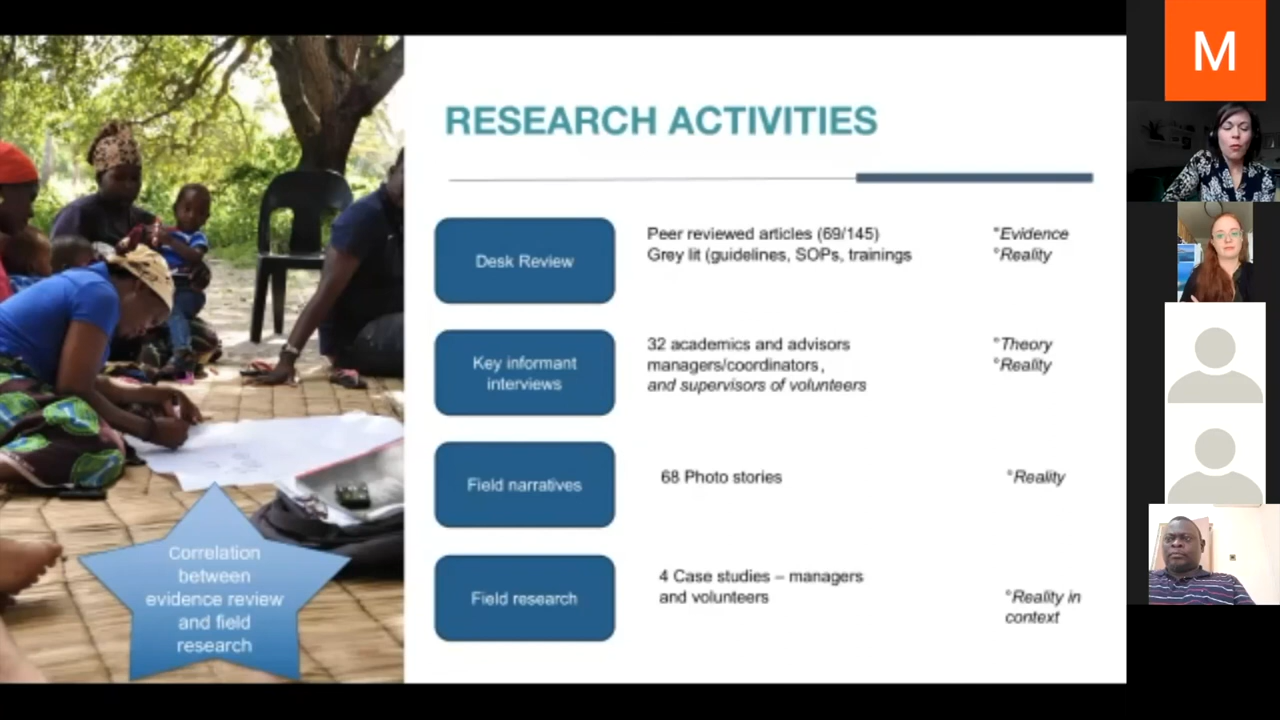 RESEARCH ACTIVITIES
Desk Review
Peer reviewed articles (69/145)
Grey lit (guidelines, SOPs, trainings
°Evidence
°Reality
Key informant
interviews
32 academics and advisors
managers/coordinators,
and supervisors of volunteers
°Theory
°Reality
Field narratives
68 Photo stories
°Reality
Field research
4 Case studies – managers
and volunteers
°Reality in
context
Correlation
between
evidence review
and field
research
M